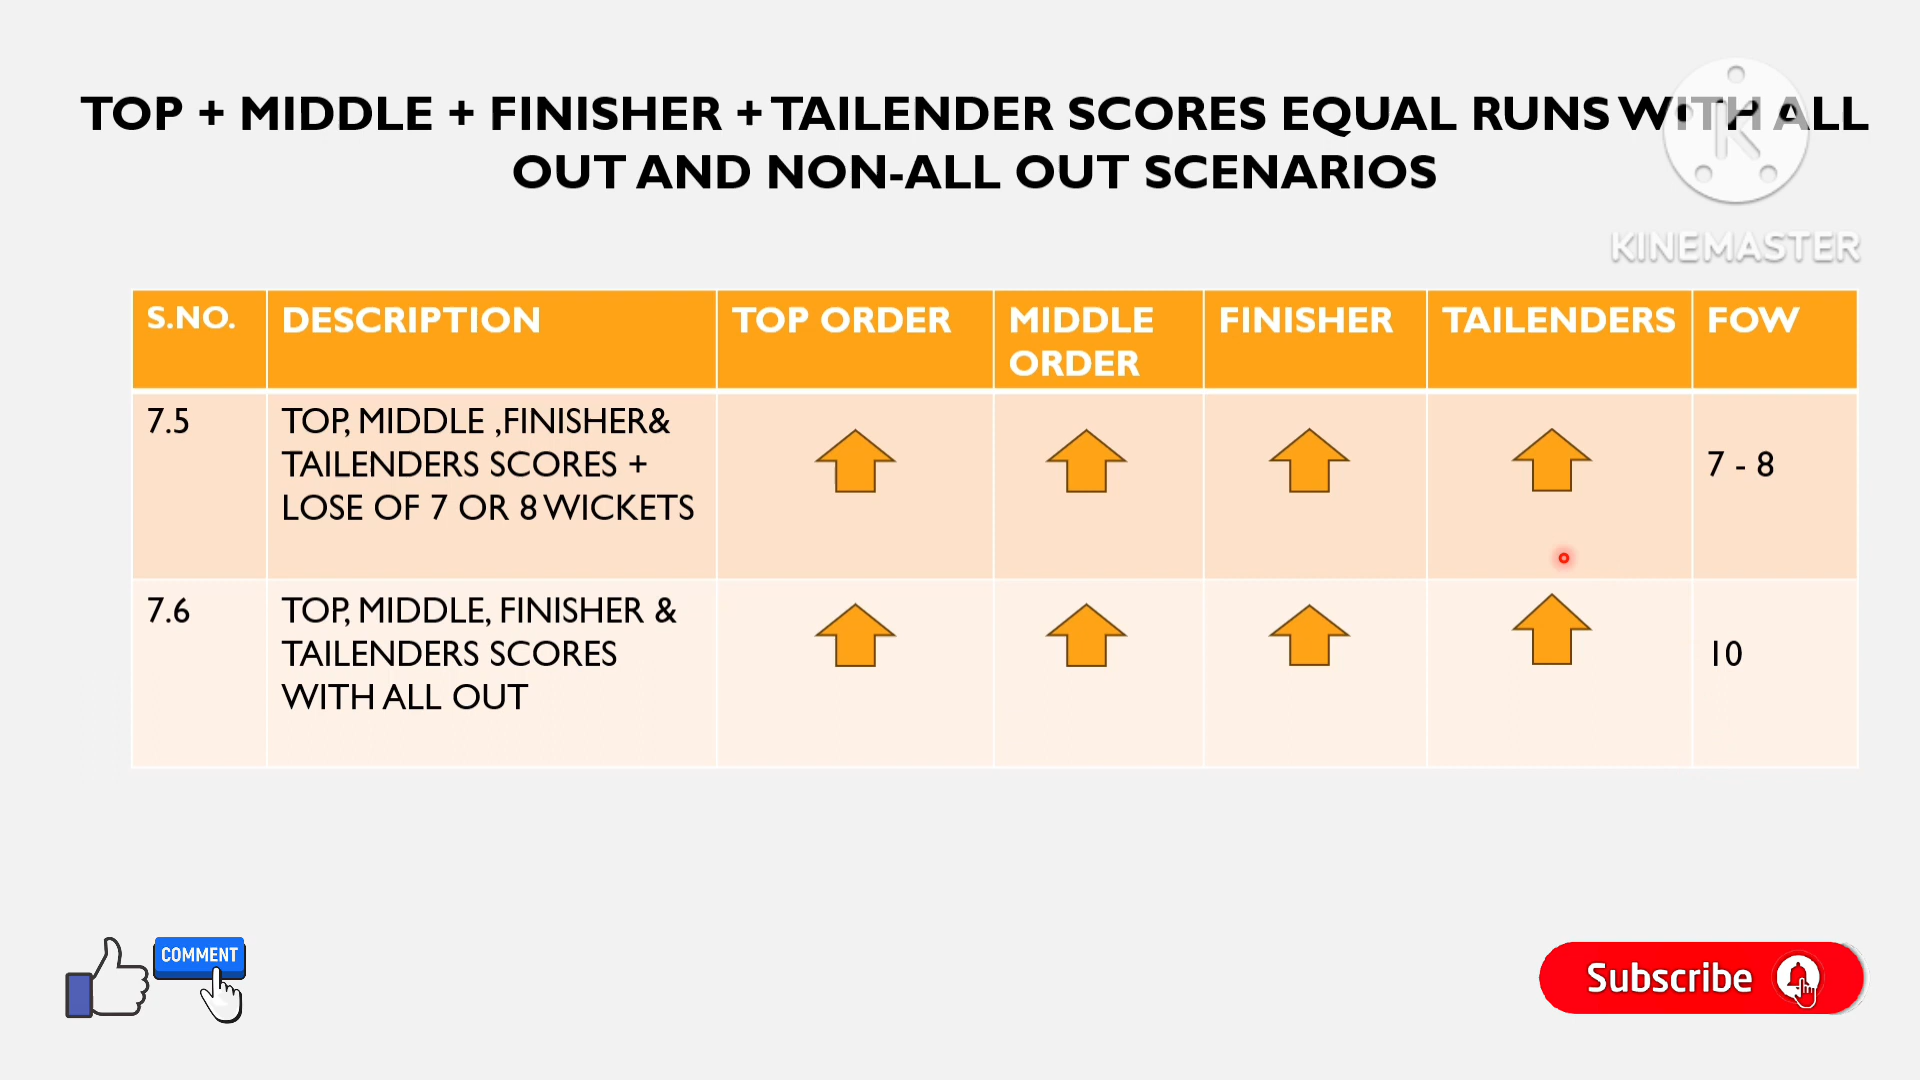 TOP + MIDDLE + FINISHER + TAILENDER SCORES EQUAL RUNS WITH ALL
OUT AND NON-ALL OUT SCENARIOS
KINEMASTER
S.NO. DESCRIPTION TOP ORDER MIDDLE ORDER FINISHER TAILENDERS FOW
7.5 TOP, MIDDLE ,FINISHER&
TAILENDERS SCORES + 7 - 8
LOSE OF 7 OR 8 WICKETS
7.6 TOP, MIDDLE, FINISHER &
TAILENDERS SCORES 10
WITH ALL OUT
COMMENT
Subscribe